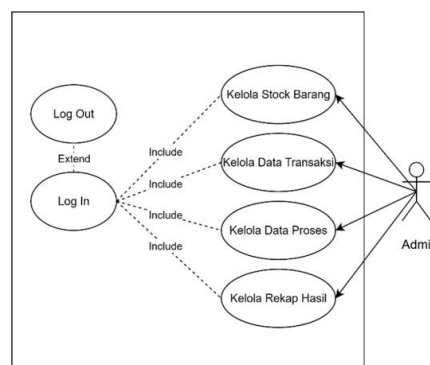 Kelola Stock Barang
Log Out
Include
Kelola Data Transaksi
Extend
Include
Log In
Include
Kelola Data Proses
Include
Admi
Kelola Rekap Hasil